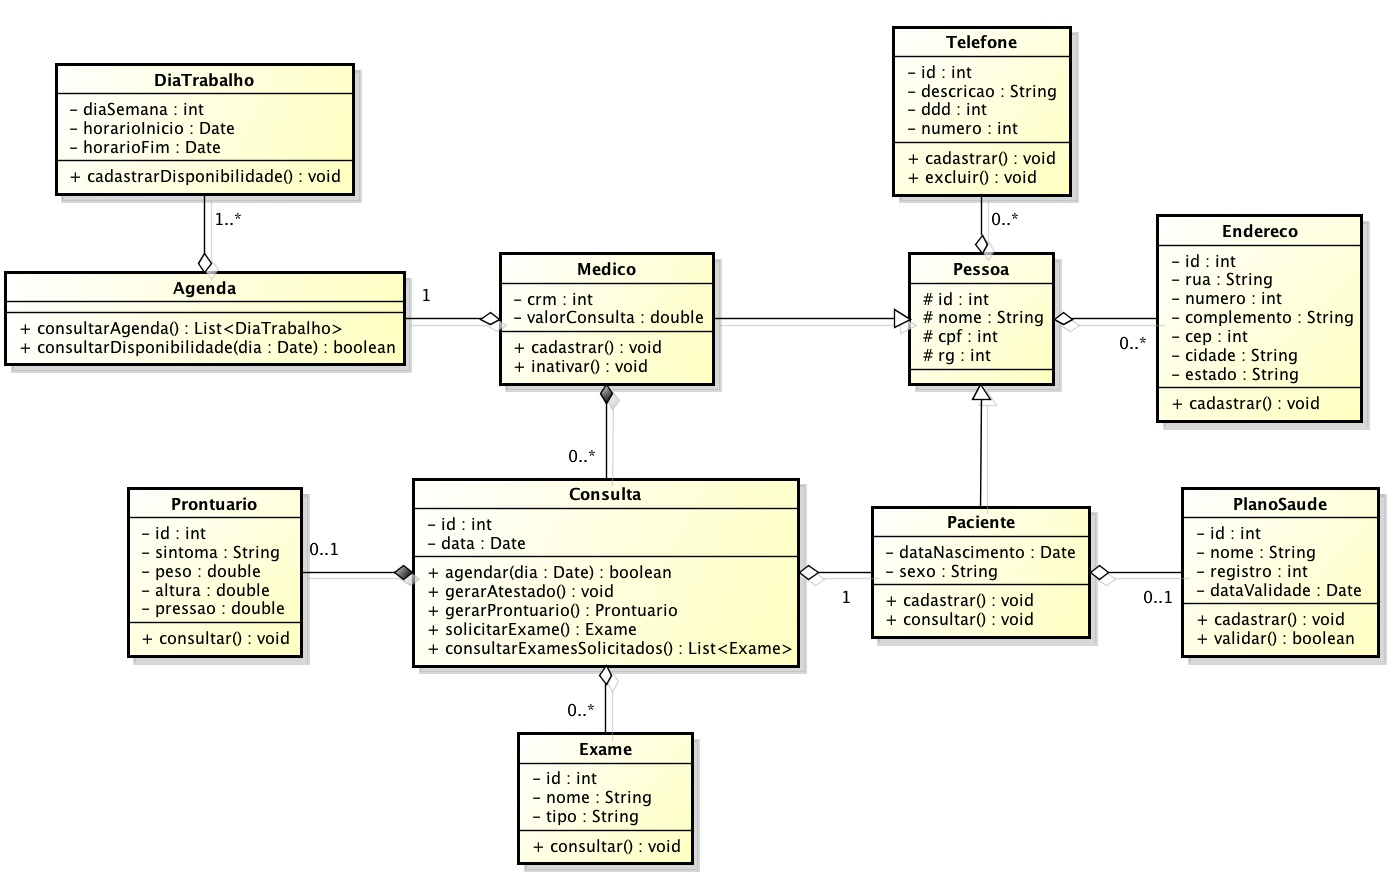 DiaTrabalho
- diaSemana : int
- horarioInicio : Date
- horarioFim : Date
+ cadastrarDisponibilidade() : void
1..*
Telefone
- id : int
- descricao : String
- ddd : int
- numero : int
+ cadastrar() : void
+ excluir() : void
0..*
Agenda
+ consultarAgenda() : List<DiaTrabalho>
+ consultarDisponibilidade(dia : Date) : boolean
1
Medico
- crm : int
- valorConsulta : double
+ cadastrar() : void
+ inativar() : void
0..*
Pessoa
# id : int
# nome : String
# cpf : int
# rg : int
0..*
Endereco
- id : int
- rua : String
- numero : int
- complemento : String
- cep : int
- cidade : String
- estado : String
+ cadastrar() : void
Prontuario
- id : int
- sintoma : String
- peso : double
- altura : double
- pressao : double
+ consultar() : void
0..1
Consulta
- id : int
- data : Date
+ agendar(dia : Date) : boolean
+ gerarAtestado() : void
+ gerarProntuario() : Prontuario
+ solicitarExame() : Exame
+ consultarExamesSolicitados() : List<Exame>
1
Paciente
- dataNascimento : Date
- sexo : String
+ cadastrar() : void
+ consultar() : void
0..1
PlanoSaude
- id : int
- nome : String
- registro : int
- dataValidade : Date
+ cadastrar() : void
+ validar() : boolean
0..*
Exame
- id : int
- nome : String
- tipo : String
+ consultar() : void